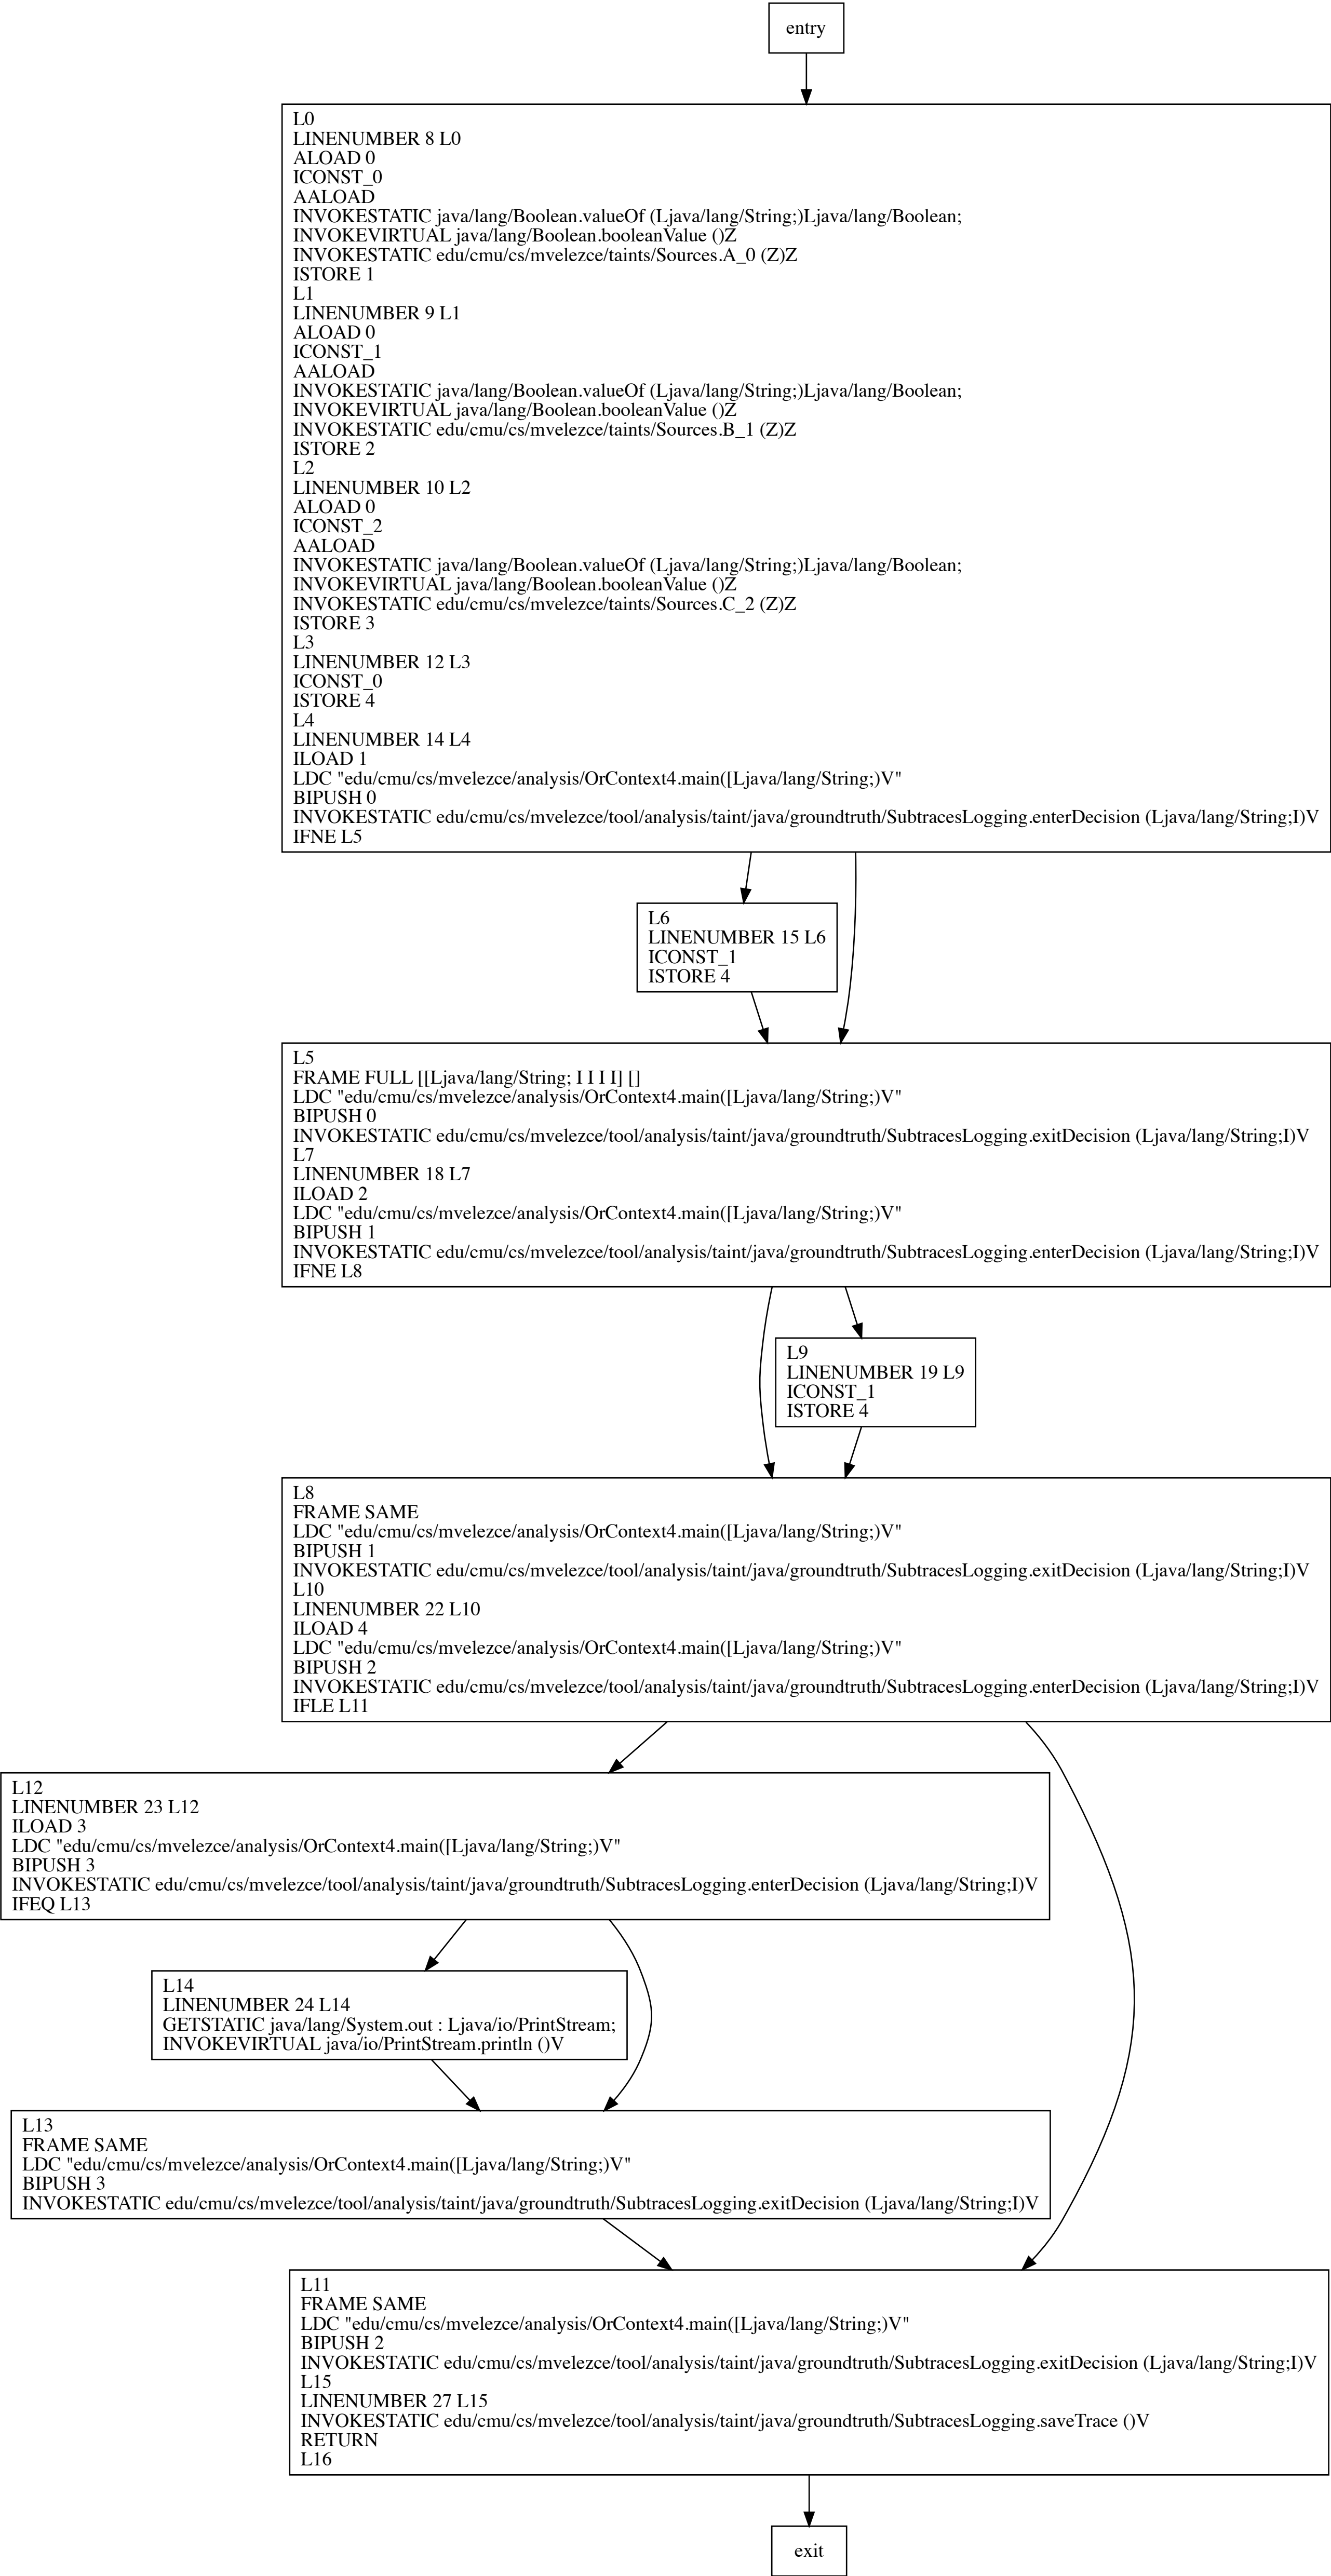 entry
L0
LINENUMBER 8 L0
ALOAD 0
ICONST_0
AALOAD
INVOKESTATIC java/lang/Boolean.valueOf (Ljava/lang/String;)Ljava/lang/Boolean;
INVOKEVIRTUAL java/lang/Boolean.booleanValue ()Z
INVOKESTATIC edu/cmu/cs/mvelezce/taints/Sources.A_0 (Z)Z
ISTORE 1
L1
LINENUMBER 9 L1
ALOAD 0
ICONST_1
AALOAD
INVOKESTATIC java/lang/Boolean.valueOf (Ljava/lang/String;)Ljava/lang/Boolean;
INVOKEVIRTUAL java/lang/Boolean.booleanValue ()Z
INVOKESTATIC edu/cmu/cs/mvelezce/taints/Sources.B_1 (Z)Z
ISTORE 2
L2
LINENUMBER 10 L2
ALOAD 0
ICONST_2
AALOAD
INVOKESTATIC java/lang/Boolean.valueOf (Ljava/lang/String;)Ljava/lang/Boolean;
INVOKEVIRTUAL java/lang/Boolean.booleanValue ()Z
INVOKESTATIC edu/cmu/cs/mvelezce/taints/Sources.C_2 (Z)Z
ISTORE 3
L3
LINENUMBER 12 L3
ICONST_0
ISTORE 4
L4
LINENUMBER 14 L4
ILOAD 1
LDC "edu/cmu/cs/mvelezce/analysis/OrContext4.main([Ljava/lang/String;)V"
BIPUSH 0
INVOKESTATIC edu/cmu/cs/mvelezce/tool/analysis/taint/java/groundtruth/SubtracesLogging.enterDecision (Ljava/lang/String;I)V
IFNE L5
L6
LINENUMBER 15 L6
ICONST_1
ISTORE 4
L5
FRAME FULL [[Ljava/lang/String; I I I I] []
LDC "edu/cmu/cs/mvelezce/analysis/OrContext4.main([Ljava/lang/String;)V"
BIPUSH 0
INVOKESTATIC edu/cmu/cs/mvelezce/tool/analysis/taint/java/groundtruth/SubtracesLogging.exitDecision (Ljava/lang/String;I)V
L7
LINENUMBER 18 L7
ILOAD 2
LDC "edu/cmu/cs/mvelezce/analysis/OrContext4.main([Ljava/lang/String;)V"
BIPUSH 1
INVOKESTATIC edu/cmu/cs/mvelezce/tool/analysis/taint/java/groundtruth/SubtracesLogging.enterDecision (Ljava/lang/String;I)V
IFNE L8
L9
LINENUMBER 19 L9
ICONST_1
ISTORE 4
L8
FRAME SAME
LDC "edu/cmu/cs/mvelezce/analysis/OrContext4.main([Ljava/lang/String;)V"
BIPUSH 1
INVOKESTATIC edu/cmu/cs/mvelezce/tool/analysis/taint/java/groundtruth/SubtracesLogging.exitDecision (Ljava/lang/String;I)V
L10
LINENUMBER 22 L10
ILOAD 4
LDC "edu/cmu/cs/mvelezce/analysis/OrContext4.main([Ljava/lang/String;)V"
BIPUSH 2
INVOKESTATIC edu/cmu/cs/mvelezce/tool/analysis/taint/java/groundtruth/SubtracesLogging.enterDecision (Ljava/lang/String;I)V
IFLE L11
L12
LINENUMBER 23 L12
ILOAD 3
LDC "edu/cmu/cs/mvelezce/analysis/OrContext4.main([Ljava/lang/String;)V"
BIPUSH 3
INVOKESTATIC edu/cmu/cs/mvelezce/tool/analysis/taint/java/groundtruth/SubtracesLogging.enterDecision (Ljava/lang/String;I)V
IFEQ L13
L14
LINENUMBER 24 L14
GETSTATIC java/lang/System.out : Ljava/io/PrintStream;
INVOKEVIRTUAL java/io/PrintStream.println ()V
L13
FRAME SAME
LDC "edu/cmu/cs/mvelezce/analysis/OrContext4.main([Ljava/lang/String;)V"
BIPUSH 3
INVOKESTATIC edu/cmu/cs/mvelezce/tool/analysis/taint/java/groundtruth/SubtracesLogging.exitDecision (Ljava/lang/String;I)V
L11
FRAME SAME
LDC "edu/cmu/cs/mvelezce/analysis/OrContext4.main([Ljava/lang/String;)V"
BIPUSH 2
INVOKESTATIC edu/cmu/cs/mvelezce/tool/analysis/taint/java/groundtruth/SubtracesLogging.exitDecision (Ljava/lang/String;I)V
L15
LINENUMBER 27 L15
INVOKESTATIC edu/cmu/cs/mvelezce/tool/analysis/taint/java/groundtruth/SubtracesLogging.saveTrace ()V
RETURN
L16
exit